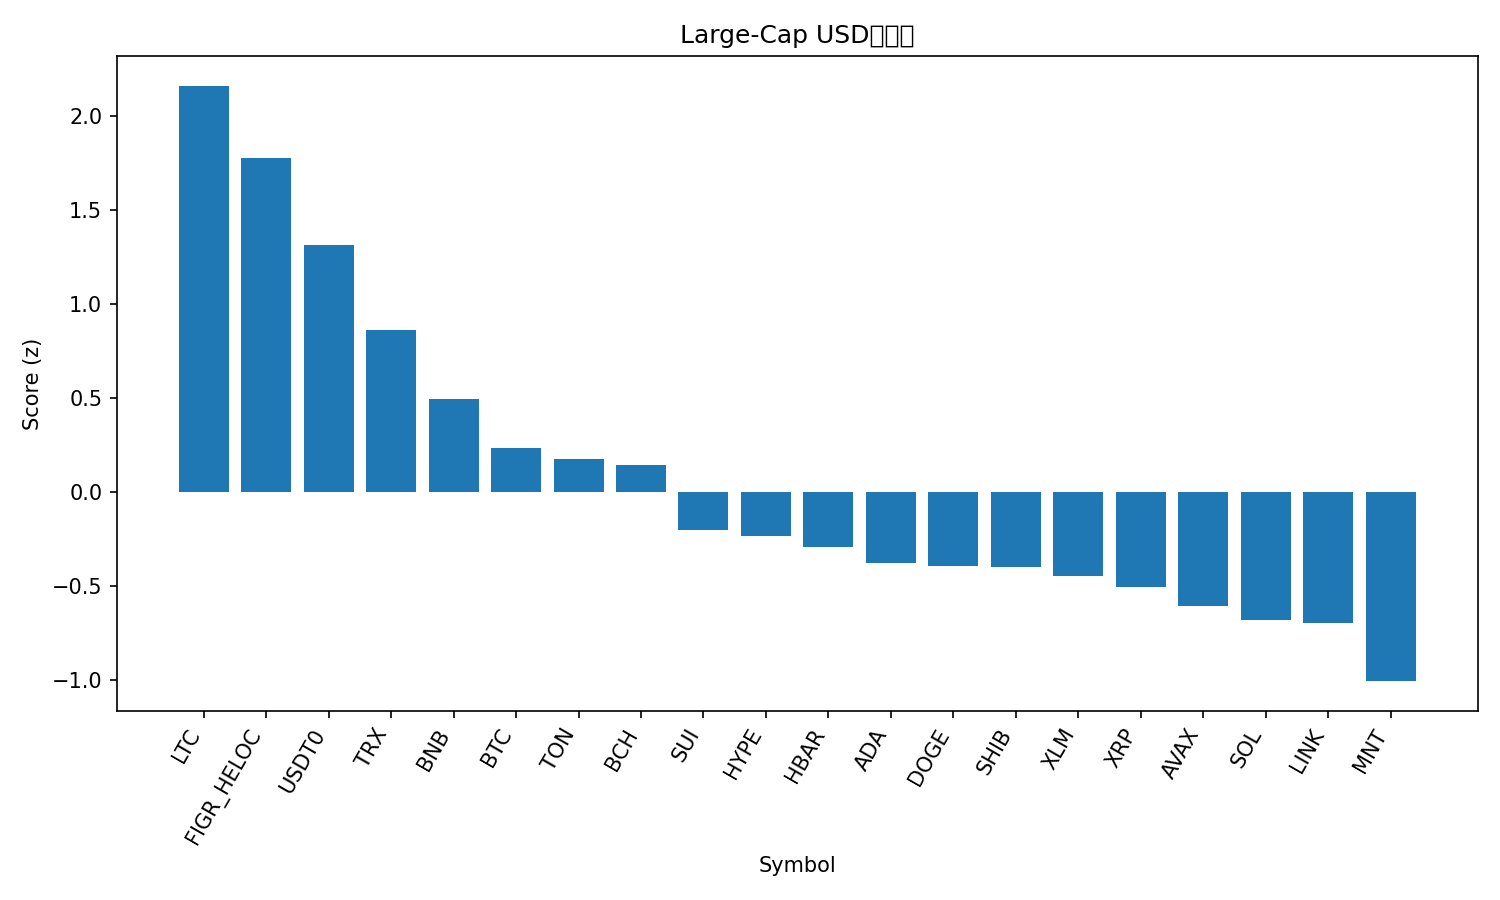 Large-Cap USD
Score (z)
2.0
1.5
1.0
0.5
0.0
−0.5
−1.0
LTC
FIGR_HELOC
USDT0
TRX
BNB
BTC
TON
BCH
SUI
HYPE
HBAR
ADA
DOGE
SHIB
XLM
XRP
AVAX
SOL
LINK
MNT
Symbol